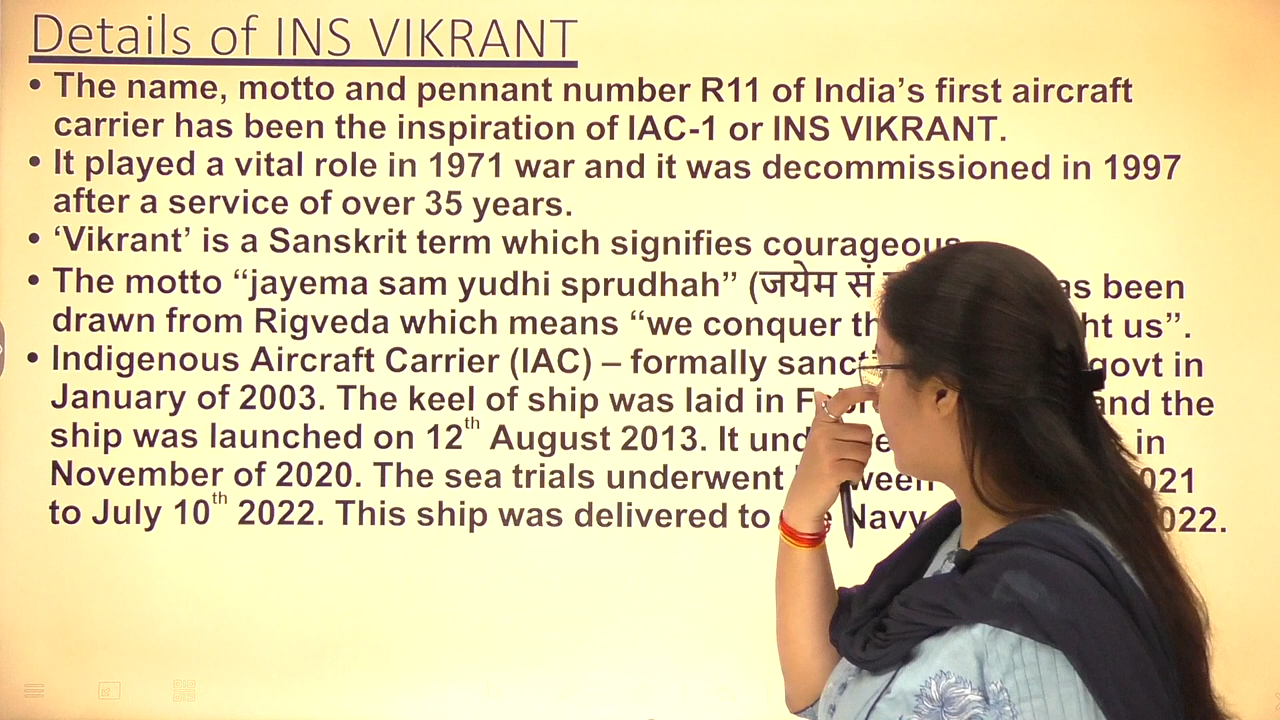 Details of INS VIKRANT
• The name, motto and pennant number R11 of India’s first aircraft
carrier has been the inspiration of IAC-1 or INS VIKRANT.
• It played a vital role in 1971 war and it was decommissioned in 1997
after a service of over 35 years.
• ‘Vikrant’ is a Sanskrit term which signifies courageous
• The motto “jayema sam yudhi sprudhah” (जयेम सं as been
drawn from Rigveda which means “we conquer us”.
• Indigenous Aircraft Carrier (IAC) – formally govt in
January of 2003. The keel of ship was laid in and the
ship was launched on 12th August 2013. It in
November of 2020. The sea trials underwent 2021
to July 10th 2022. This ship was delivered to Navy 2022.